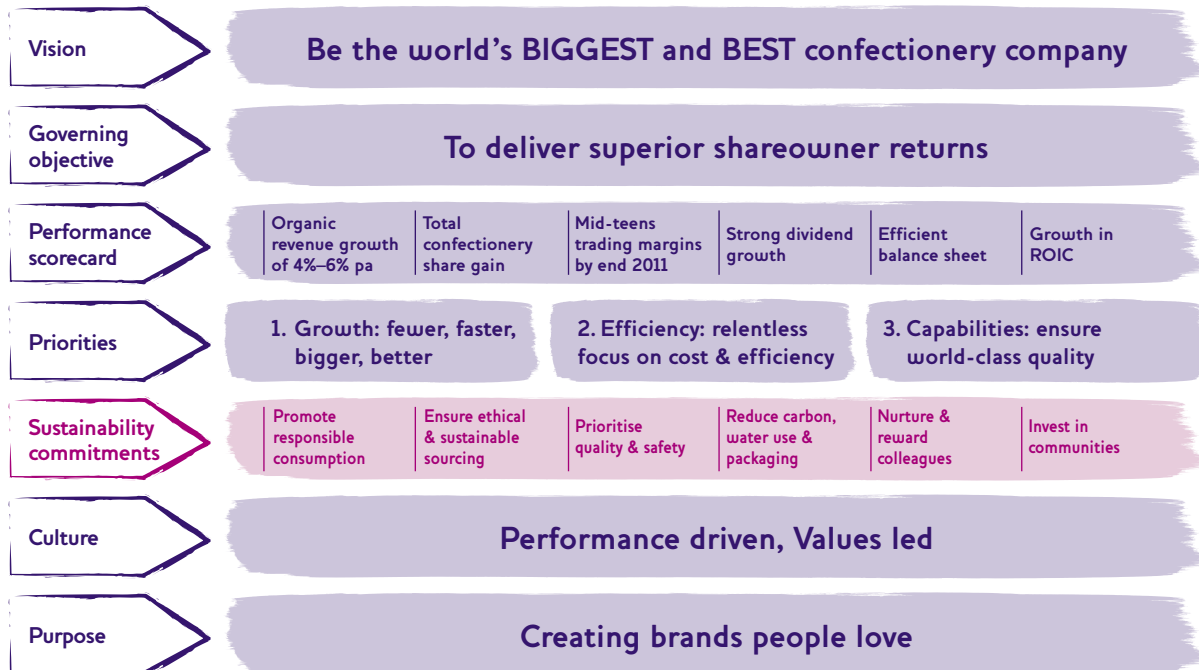 Vision
Be the world’s BIGGEST and BEST confectionery company
Governing
objective
To deliver superior shareowner returns
Performance
scorecard
Organic
revenue growth
of 4%–6% pa
Total
confectionery
share gain
Mid-teens
trading margins
by end 2011
Strong dividend
growth
Efficient
balance sheet
Growth in
ROIC
Priorities
1. Growth: fewer, faster,
bigger, better
2. Efficiency: relentless
focus on cost & efficiency
3. Capabilities: ensure
world-class quality
Sustainability
commitments
Promote
responsible
consumption
Ensure ethical
& sustainable
sourcing
Prioritise
quality & safety
Reduce carbon,
water use &
packaging
Nurture &
reward
colleagues
Invest in
communities
Culture
Performance driven, Values led
Purpose
Creating brands people love